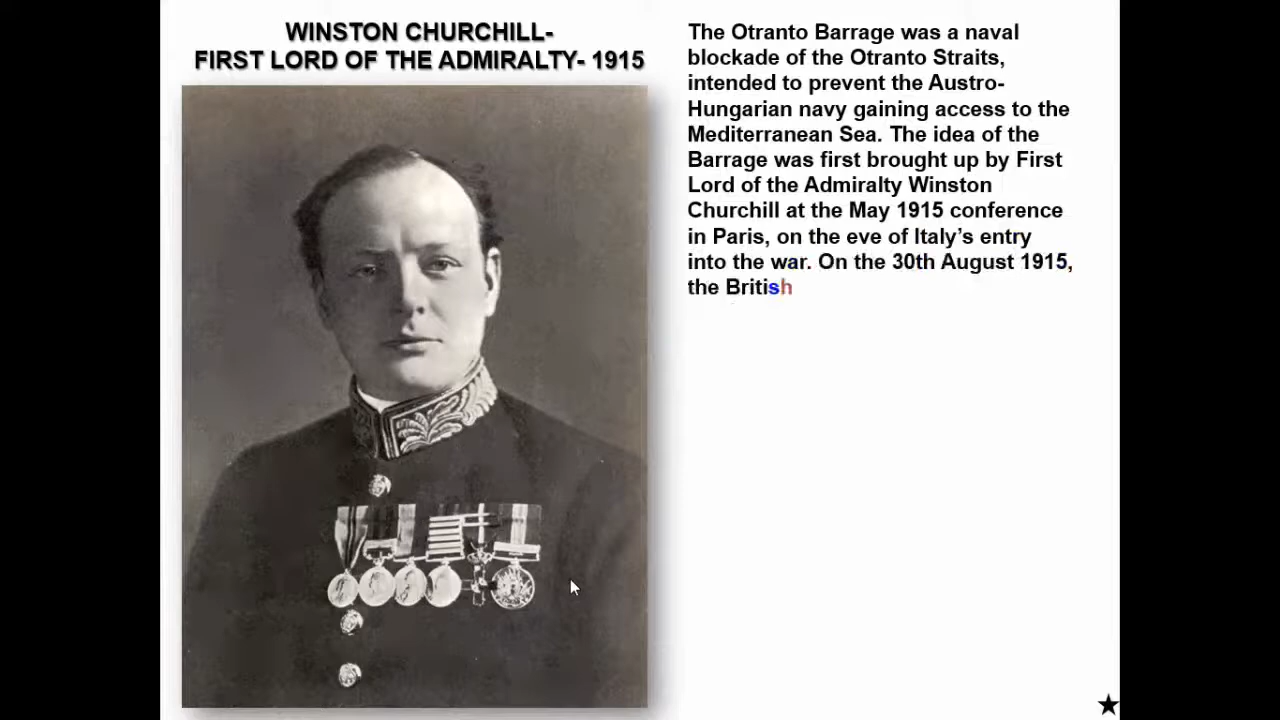 WINSTON CHURCHILL-
FIRST LORD OF THE ADMIRALTY- 1915
The Otranto Barrage was a naval
blockade of the Otranto Straits,
intended to prevent the Austro-
Hungarian navy gaining access to the
Mediterranean Sea. The idea of the
Barrage was first brought up by First
Lord of the Admiralty Winston
Churchill at the May 1915 conference
in Paris, on the eve of Italy’s entry
into the war. On the 30th August 1915,
the British